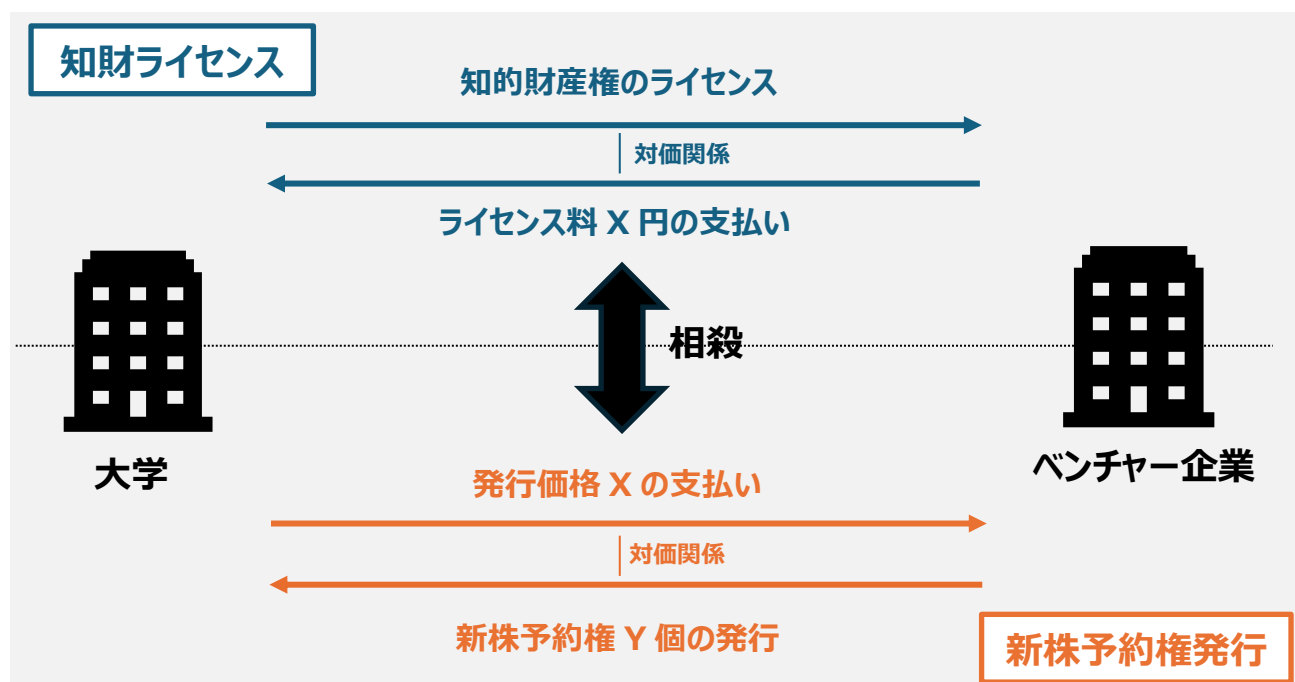 知財ライセンス
知的財産権のライセンス
対価関係
ライセンス料 X 円の支払い
相殺
大学
ベンチャー企業
発行価格 X の支払い
対価関係
新株予約権 Y 個の発行
新株予約権発行